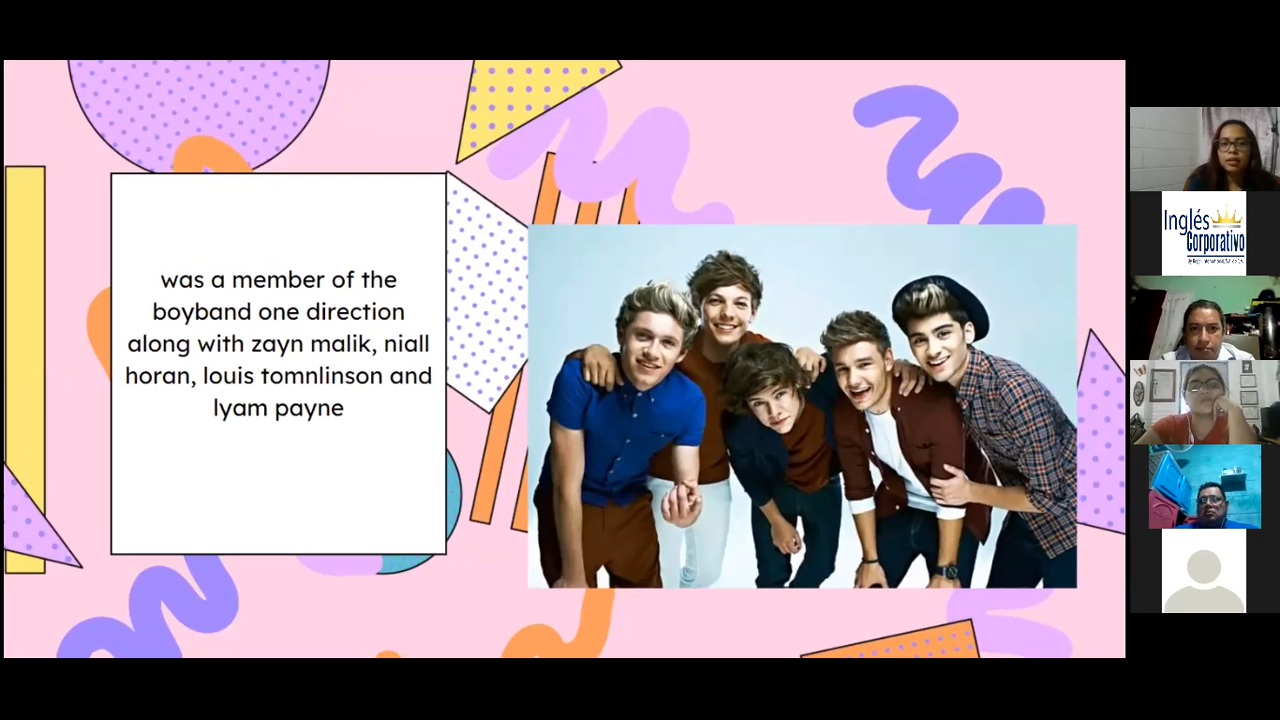 was a member of the
boyband one direction
along with zayn malik, niall
horan, louis tomnlinson and
lyam payne
Inglés
Corporativo